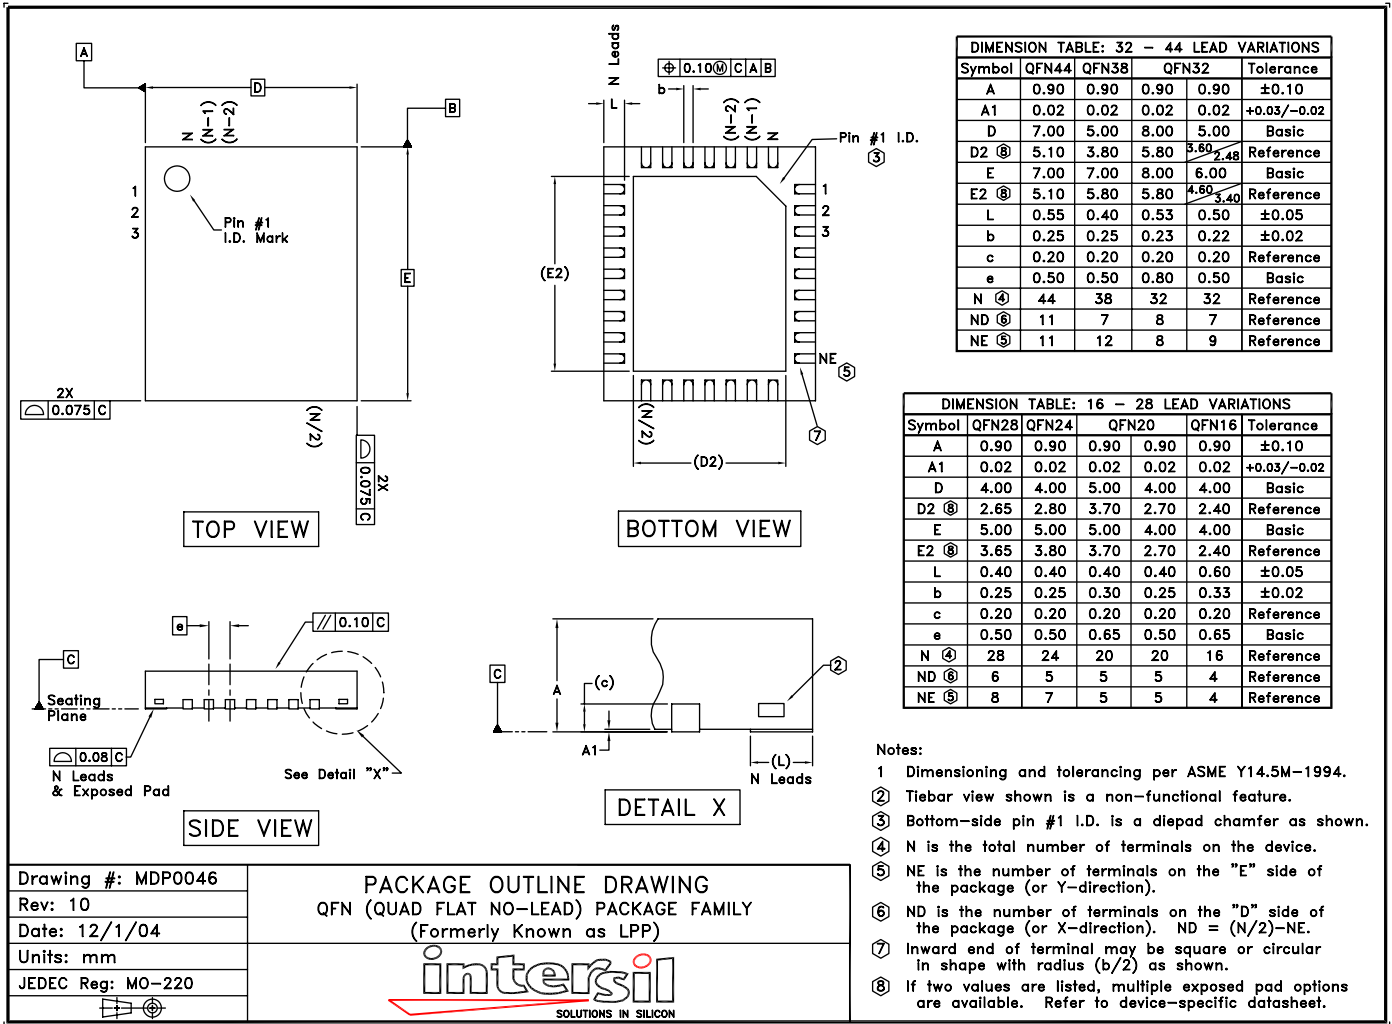 A
D
B
N
(N-1)
(N-2)
1
2
3
Pin #1
I.D. Mark
E
2X
0.075 C
(N/2)
0.075 C
2X
TOP VIEW
N Leads
L
⌖ 0.10Ⓜ C A B
b
(N-2)
(N-1)
N
Pin #1 I.D.
3
1
2
3
(E2)
NE
5
(N/2)
7
(D2)
BOTTOM VIEW
e
// 0.10 C
C
Seating
Plane
0.08 C
N Leads
& Exposed Pad
See Detail "X"
SIDE VIEW
C
A
(c)
2
A1
(L)
N Leads
DETAIL X
DIMENSION TABLE: 32 - 44 LEAD VARIATIONS
Symbol QFN44 QFN38 QFN32 Tolerance
A 0.90 0.90 0.90 0.90 ±0.10
A1 0.02 0.02 0.02 0.02 +0.03/-0.02
D 7.00 5.00 8.00 5.00 Basic
D2 8 5.10 3.80 5.80 3.60/2.48 Reference
E 7.00 7.00 8.00 6.00 Basic
E2 8 5.10 5.80 5.80 4.60/3.40 Reference
L 0.55 0.40 0.53 0.50 ±0.05
b 0.25 0.25 0.23 0.22 ±0.02
c 0.20 0.20 0.20 0.20 Reference
e 0.50 0.50 0.80 0.50 Basic
N 4 44 38 32 32 Reference
ND 6 11 7 8 7 Reference
NE 5 11 12 8 9 Reference
DIMENSION TABLE: 16 - 28 LEAD VARIATIONS
Symbol QFN28 QFN24 QFN20 QFN16 Tolerance
A 0.90 0.90 0.90 0.90 0.90 ±0.10
A1 0.02 0.02 0.02 0.02 0.02 +0.03/-0.02
D 4.00 4.00 5.00 4.00 4.00 Basic
D2 8 2.65 2.80 3.70 2.70 2.40 Reference
E 5.00 5.00 5.00 4.00 4.00 Basic
E2 8 3.65 3.80 3.70 2.70 2.40 Reference
L 0.40 0.40 0.40 0.40 0.60 ±0.05
b 0.25 0.25 0.30 0.25 0.33 ±0.02
c 0.20 0.20 0.20 0.20 0.20 Reference
e 0.50 0.50 0.65 0.50 0.65 Basic
N 4 28 24 20 20 16 Reference
ND 6 6 5 5 5 4 Reference
NE 5 8 7 5 5 4 Reference
Notes:
1 Dimensioning and tolerancing per ASME Y14.5M-1994.
2 Tiebar view shown is a non-functional feature.
3 Bottom-side pin #1 I.D. is a diepad chamfer as shown.
4 N is the total number of terminals on the device.
5 NE is the number of terminals on the "E" side of
the package (or Y-direction).
6 ND is the number of terminals on the "D" side of
the package (or X-direction). ND = (N/2)-NE.
7 Inward end of terminal may be square or circular
in shape with radius (b/2) as shown.
8 If two values are listed, multiple exposed pad options
are available. Refer to device-specific datasheet.
Drawing #: MDP0046
Rev: 10
Date: 12/1/04
Units: mm
JEDEC Reg: MO-220
PACKAGE OUTLINE DRAWING
QFN (QUAD FLAT NO-LEAD) PACKAGE FAMILY
(Formerly Known as LPP)
intersil
SOLUTIONS IN SILICON